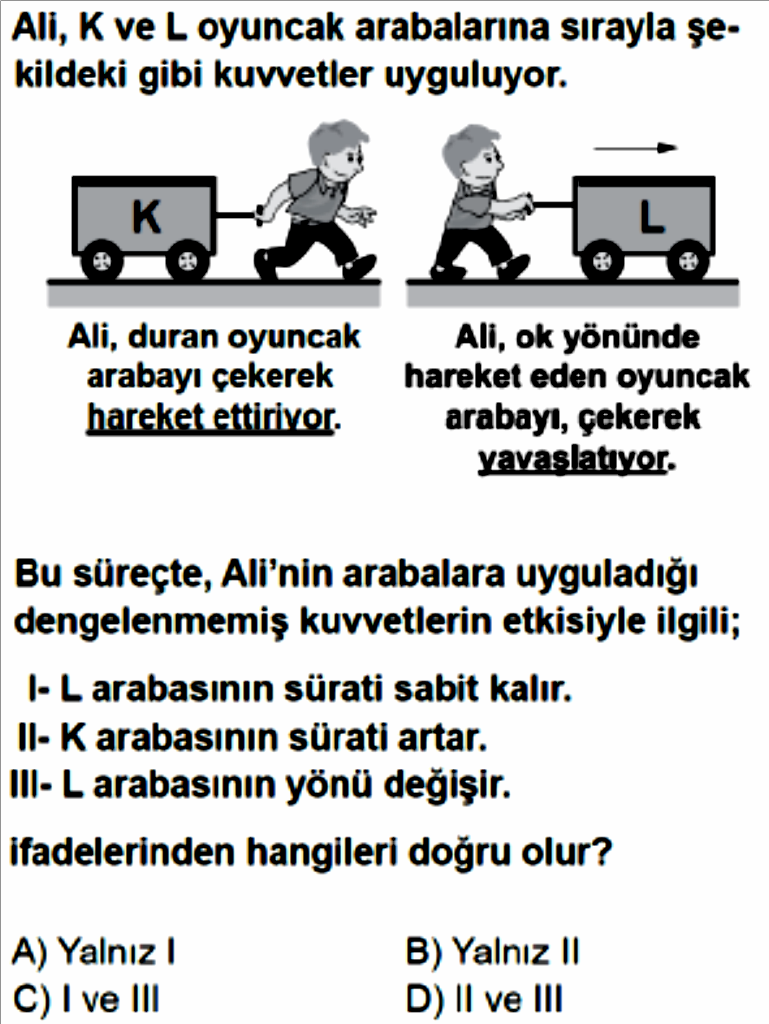 Ali, K ve L oyuncak arabalarına sırayla şe-
kildeki gibi kuvvetler uyguluyor.
K
L
Ali, duran oyuncak
arabayı çekerek
hareket ettiriyor.
Ali, ok yönünde
hareket eden oyuncak
arabayı, çekerek
yavaşlatıyor.
Bu süreçte, Ali’nin arabalara uyguladığı
dengelenmemiş kuvvetlerin etkisiyle ilgili;
I- L arabasının sürati sabit kalır.
II- K arabasının sürati artar.
III- L arabasının yönü değişir.
ifadelerinden hangileri doğru olur?
A) Yalnız I
B) Yalnız II
C) I ve III
D) II ve III